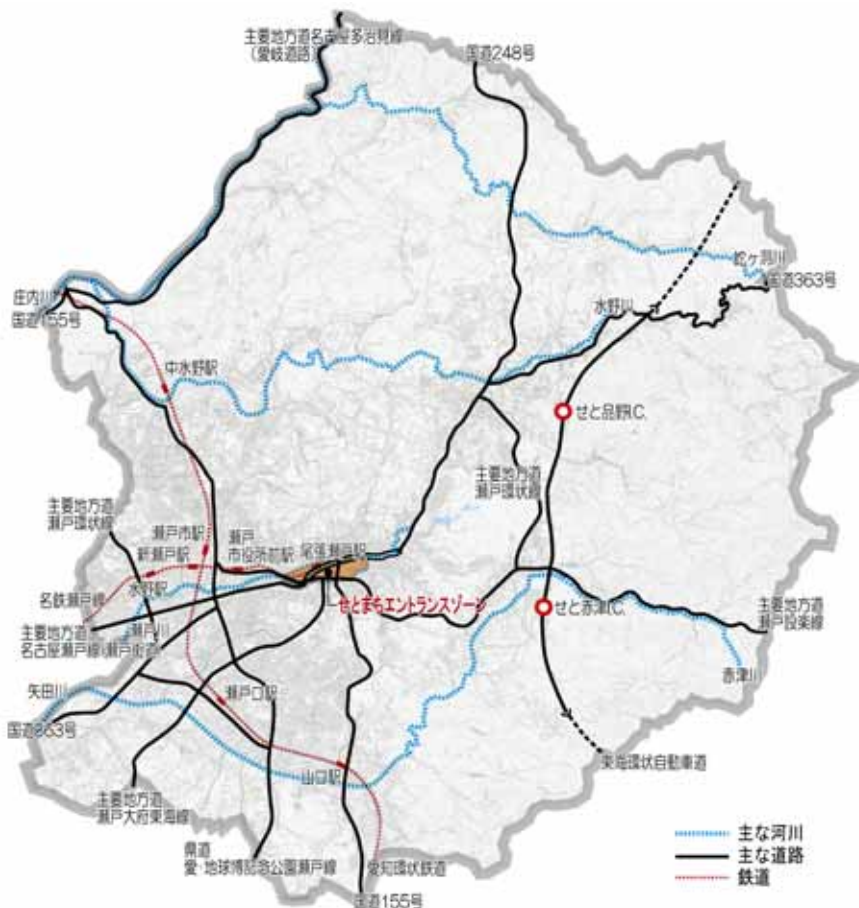 主要地方道名古屋多治見線
(愛岐道路)
国道248号
蛇ヶ洞川
国道363号
庄内川
国道155号
水野川
中水野駅
せと品野I.C.
主要地方道
瀬戸環状線
主要地方道
瀬戸環状線
瀬戸市駅
新瀬戸駅
瀬戸
市役所前駅
尾張瀬戸駅
水野駅
名鉄瀬戸線
せとまちエントランスゾーン
せと赤津I.C.
主要地方道
瀬戸設楽線
主要地方道
名古屋瀬戸線(瀬戸街道)
瀬戸川
赤津川
矢田川
瀬戸口駅
国道363号
山口駅
東海環状自動車道
主要地方道
瀬戸大府東海線
県道
愛・地球博記念公園瀬戸線
愛知環状鉄道
国道155号
主な河川
主な道路
鉄道